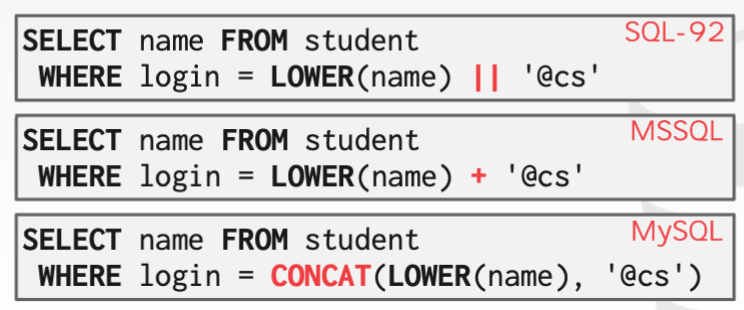 SQL-92
SELECT name FROM student
WHERE login = LOWER(name) || '@cs'
MSSQL
SELECT name FROM student
WHERE login = LOWER(name) + '@cs'
MySQL
SELECT name FROM student
WHERE login = CONCAT(LOWER(name), '@cs')